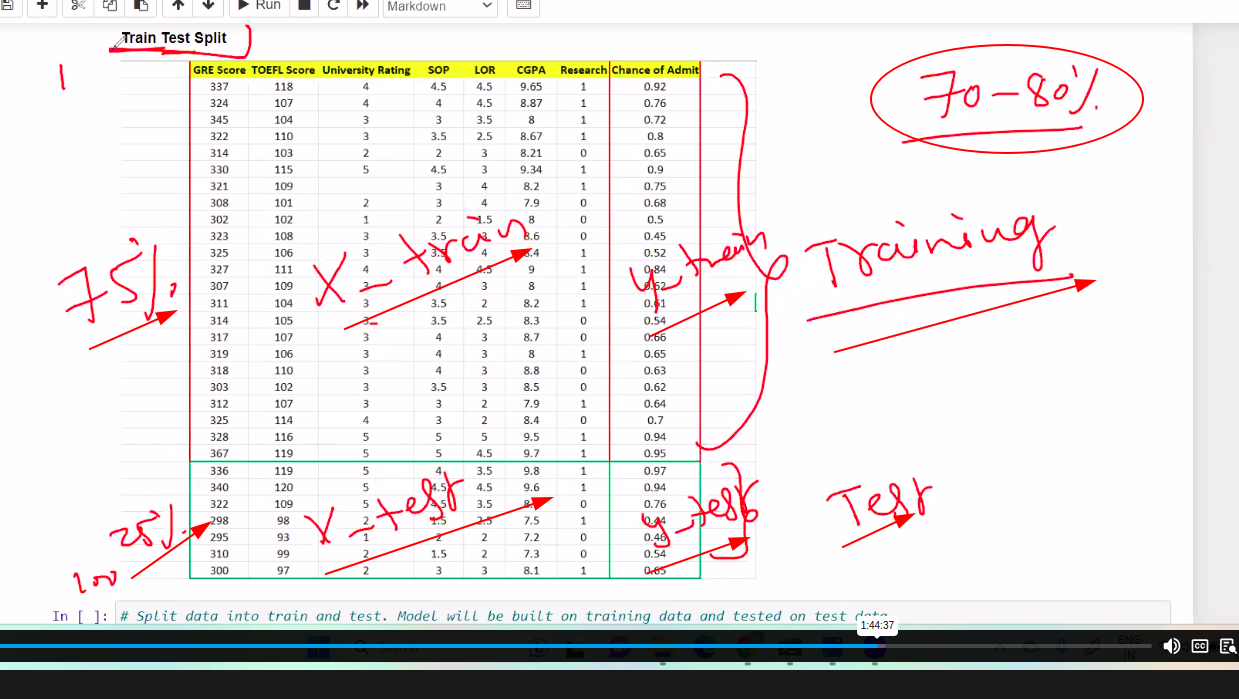 Run
Markdown
Train Test Split
70-80%
GRE Score TOEFL Score University Rating SOP LOR CGPA Research Chance of Admit
337 118 4 4.5 4.5 9.65 1 0.92
324 107 4 4 4.5 8.87 1 0.76
345 104 3 3 3.5 8 1 0.72
322 110 3 3.5 2.5 8.67 1 0.8
314 103 2 2 3 8.21 0 0.65
330 115 5 4.5 3 9.34 1 0.9
321 109 3 4 8.2 1 0.75
308 101 2 3 4 7.9 0 0.68
302 102 1 2 1.5 8 0 0.5
323 108 3 3.5 3 8.6 0 0.45
325 106 3 3.5 4 8.4 1 0.52
327 111 4 4 4.5 9 1 0.84
307 109 3 4 3 8 1 0.62
311 104 3 3.5 2 8.2 1 0.61
314 105 3 3.5 2.5 8.3 0 0.54
317 107 3 4 3 8.7 0 0.66
319 106 3 4 3 8 1 0.65
318 110 3 4 3 8.8 0 0.63
303 102 3 3.5 3 8.5 0 0.62
312 107 3 3 2 7.9 1 0.64
325 114 4 3 2 8.4 0 0.7
328 116 5 5 5 9.5 1 0.94
367 119 5 5 4.5 9.7 1 0.95
336 119 5 4 3.5 9.8 1 0.97
340 120 5 4.5 4.5 9.6 1 0.94
322 109 5 4.5 3.5 0 0.76
298 98 2 1.5 2.5 7.5 1 0.44
295 93 1 2 2 7.2 0 0.46
310 99 2 1.5 2 7.3 0 0.54
300 97 2 3 3 8.1 1 0.65
75%
X_train
y_train
Training
25%
X_test
y_test
Test
100
In [ ]: # Split data into train and test. Model will be built on training data and tested on test data
1:44:37
Search
ENG
IN
CC